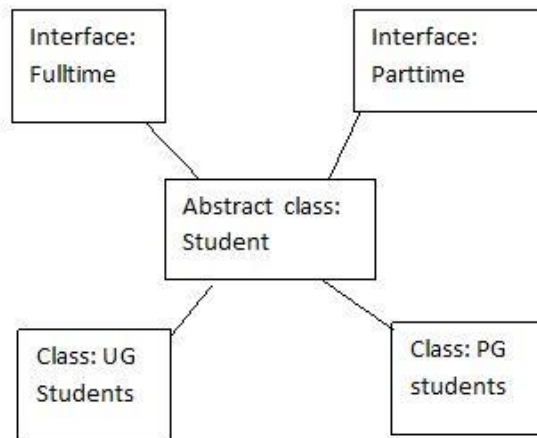 Interface:
Fulltime
Interface:
Parttime
Abstract class:
Student
Class: UG
Students
Class: PG
students